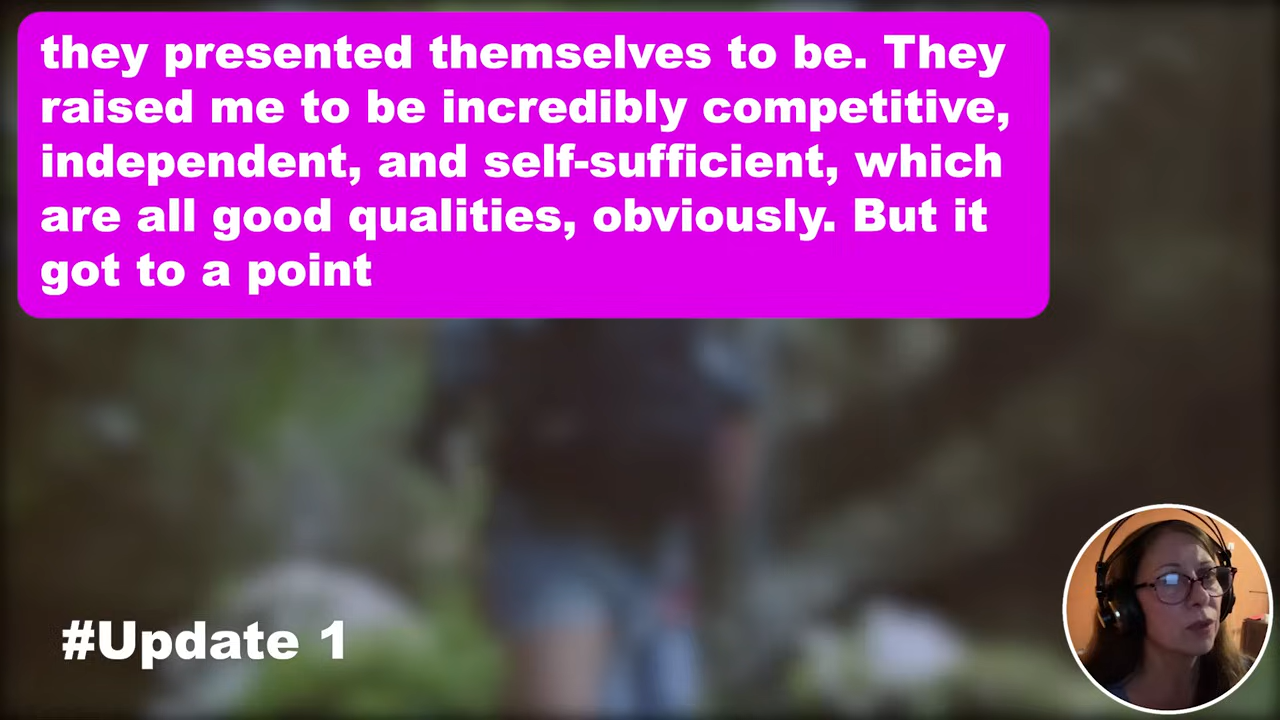 they presented themselves to be. They
raised me to be incredibly competitive,
independent, and self-sufficient, which
are all good qualities, obviously. But it
got to a point
#Update 1